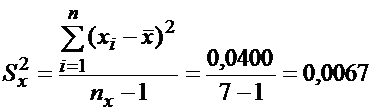 S_x^2 = \frac{\sum_{i=1}^{n}(x_i - \bar{x})^2}{n_x - 1} = \frac{0,0400}{7 - 1} = 0,0067